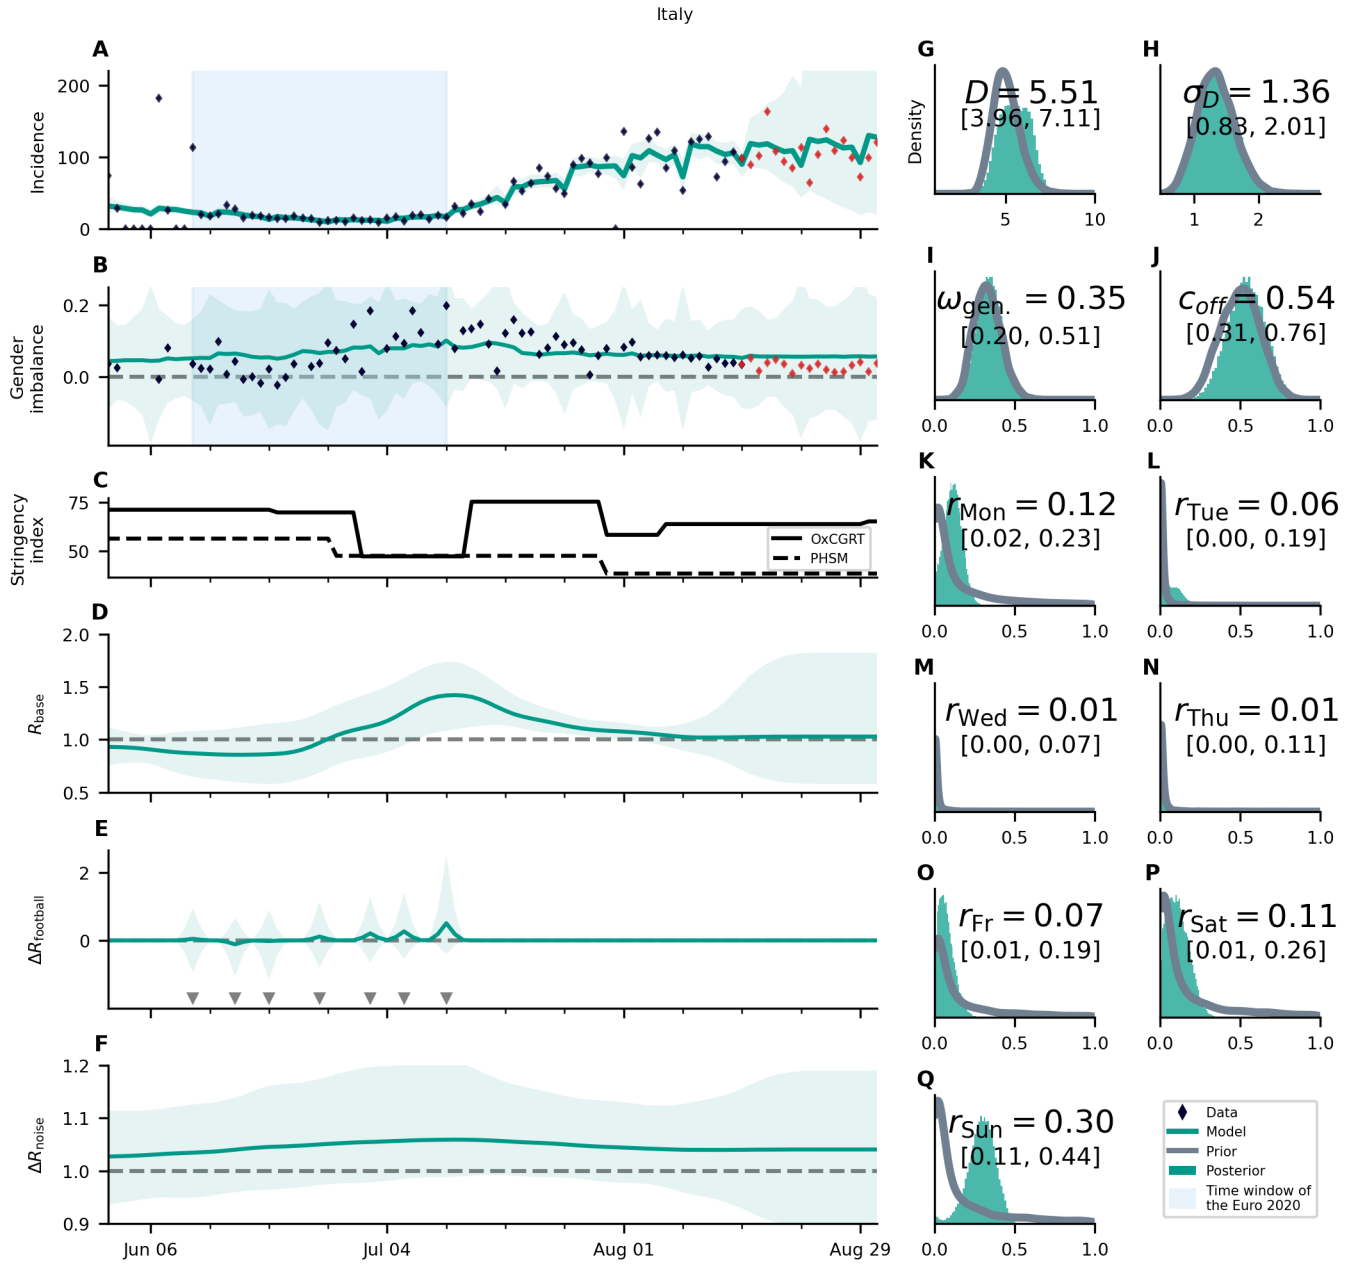 Italy
A
Incidence
200
100
0
B
Gender
imbalance
0.2
0.0
C
Stringency
index
75
50
OxCGRT
PHSM
D
R_base
2.0
1.5
1.0
0.5
E
ΔR_football
2
0
F
ΔR_noise
1.2
1.1
1.0
0.9
Jun 06 Jul 04 Aug 01 Aug 29
G
Density
D = 5.51
[3.96, 7.11]
5 10
H
σ_D = 1.36
[0.83, 2.01]
1 2
I
ω_gen. = 0.35
[0.20, 0.51]
0.0 0.5 1.0
J
c_off = 0.54
[0.31, 0.76]
0.0 0.5 1.0
K
r_Mon = 0.12
[0.02, 0.23]
0.0 0.5 1.0
L
r_Tue = 0.06
[0.00, 0.19]
0.0 0.5 1.0
M
r_Wed = 0.01
[0.00, 0.07]
0.0 0.5 1.0
N
r_Thu = 0.01
[0.00, 0.11]
0.0 0.5 1.0
O
r_Fr = 0.07
[0.01, 0.19]
0.0 0.5 1.0
P
r_Sat = 0.11
[0.01, 0.26]
0.0 0.5 1.0
Q
r_Sun = 0.30
[0.11, 0.44]
0.0 0.5 1.0
Data
Model
Prior
Posterior
Time window of
the Euro 2020